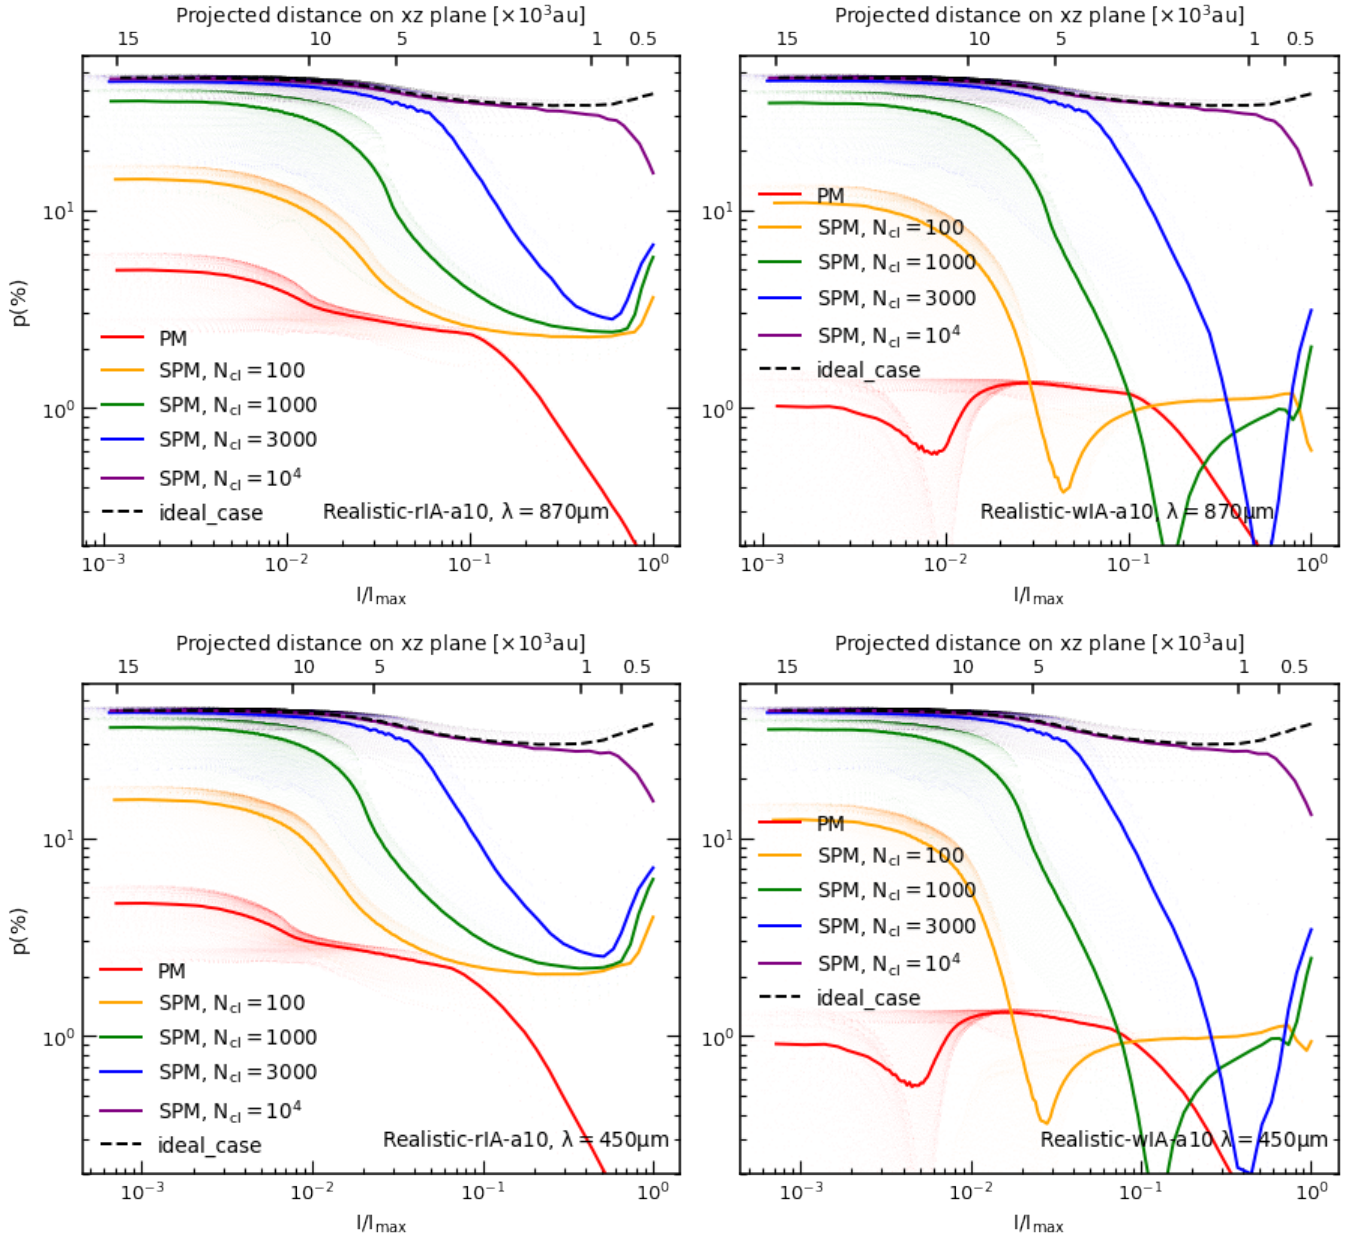 Projected distance on xz plane [×10³au]
15 10 5 1 0.5
p(%)
10¹
10⁰
PM
SPM, N_cl = 100
SPM, N_cl = 1000
SPM, N_cl = 3000
SPM, N_cl = 10⁴
ideal_case
Realistic-rIA-a10, λ = 870μm
10⁻³ 10⁻² 10⁻¹ 10⁰
I/I_max
Projected distance on xz plane [×10³au]
15 10 5 1 0.5
10¹
10⁰
PM
SPM, N_cl = 100
SPM, N_cl = 1000
SPM, N_cl = 3000
SPM, N_cl = 10⁴
ideal_case
Realistic-wIA-a10, λ = 870μm
10⁻³ 10⁻² 10⁻¹ 10⁰
I/I_max
Projected distance on xz plane [×10³au]
15 10 5 1 0.5
p(%)
10¹
10⁰
PM
SPM, N_cl = 100
SPM, N_cl = 1000
SPM, N_cl = 3000
SPM, N_cl = 10⁴
ideal_case
Realistic-rIA-a10, λ = 450μm
10⁻³ 10⁻² 10⁻¹ 10⁰
I/I_max
Projected distance on xz plane [×10³au]
15 10 5 1 0.5
10¹
10⁰
PM
SPM, N_cl = 100
SPM, N_cl = 1000
SPM, N_cl = 3000
SPM, N_cl = 10⁴
ideal_case
Realistic-wIA-a10 λ = 450μm
10⁻³ 10⁻² 10⁻¹ 10⁰
I/I_max